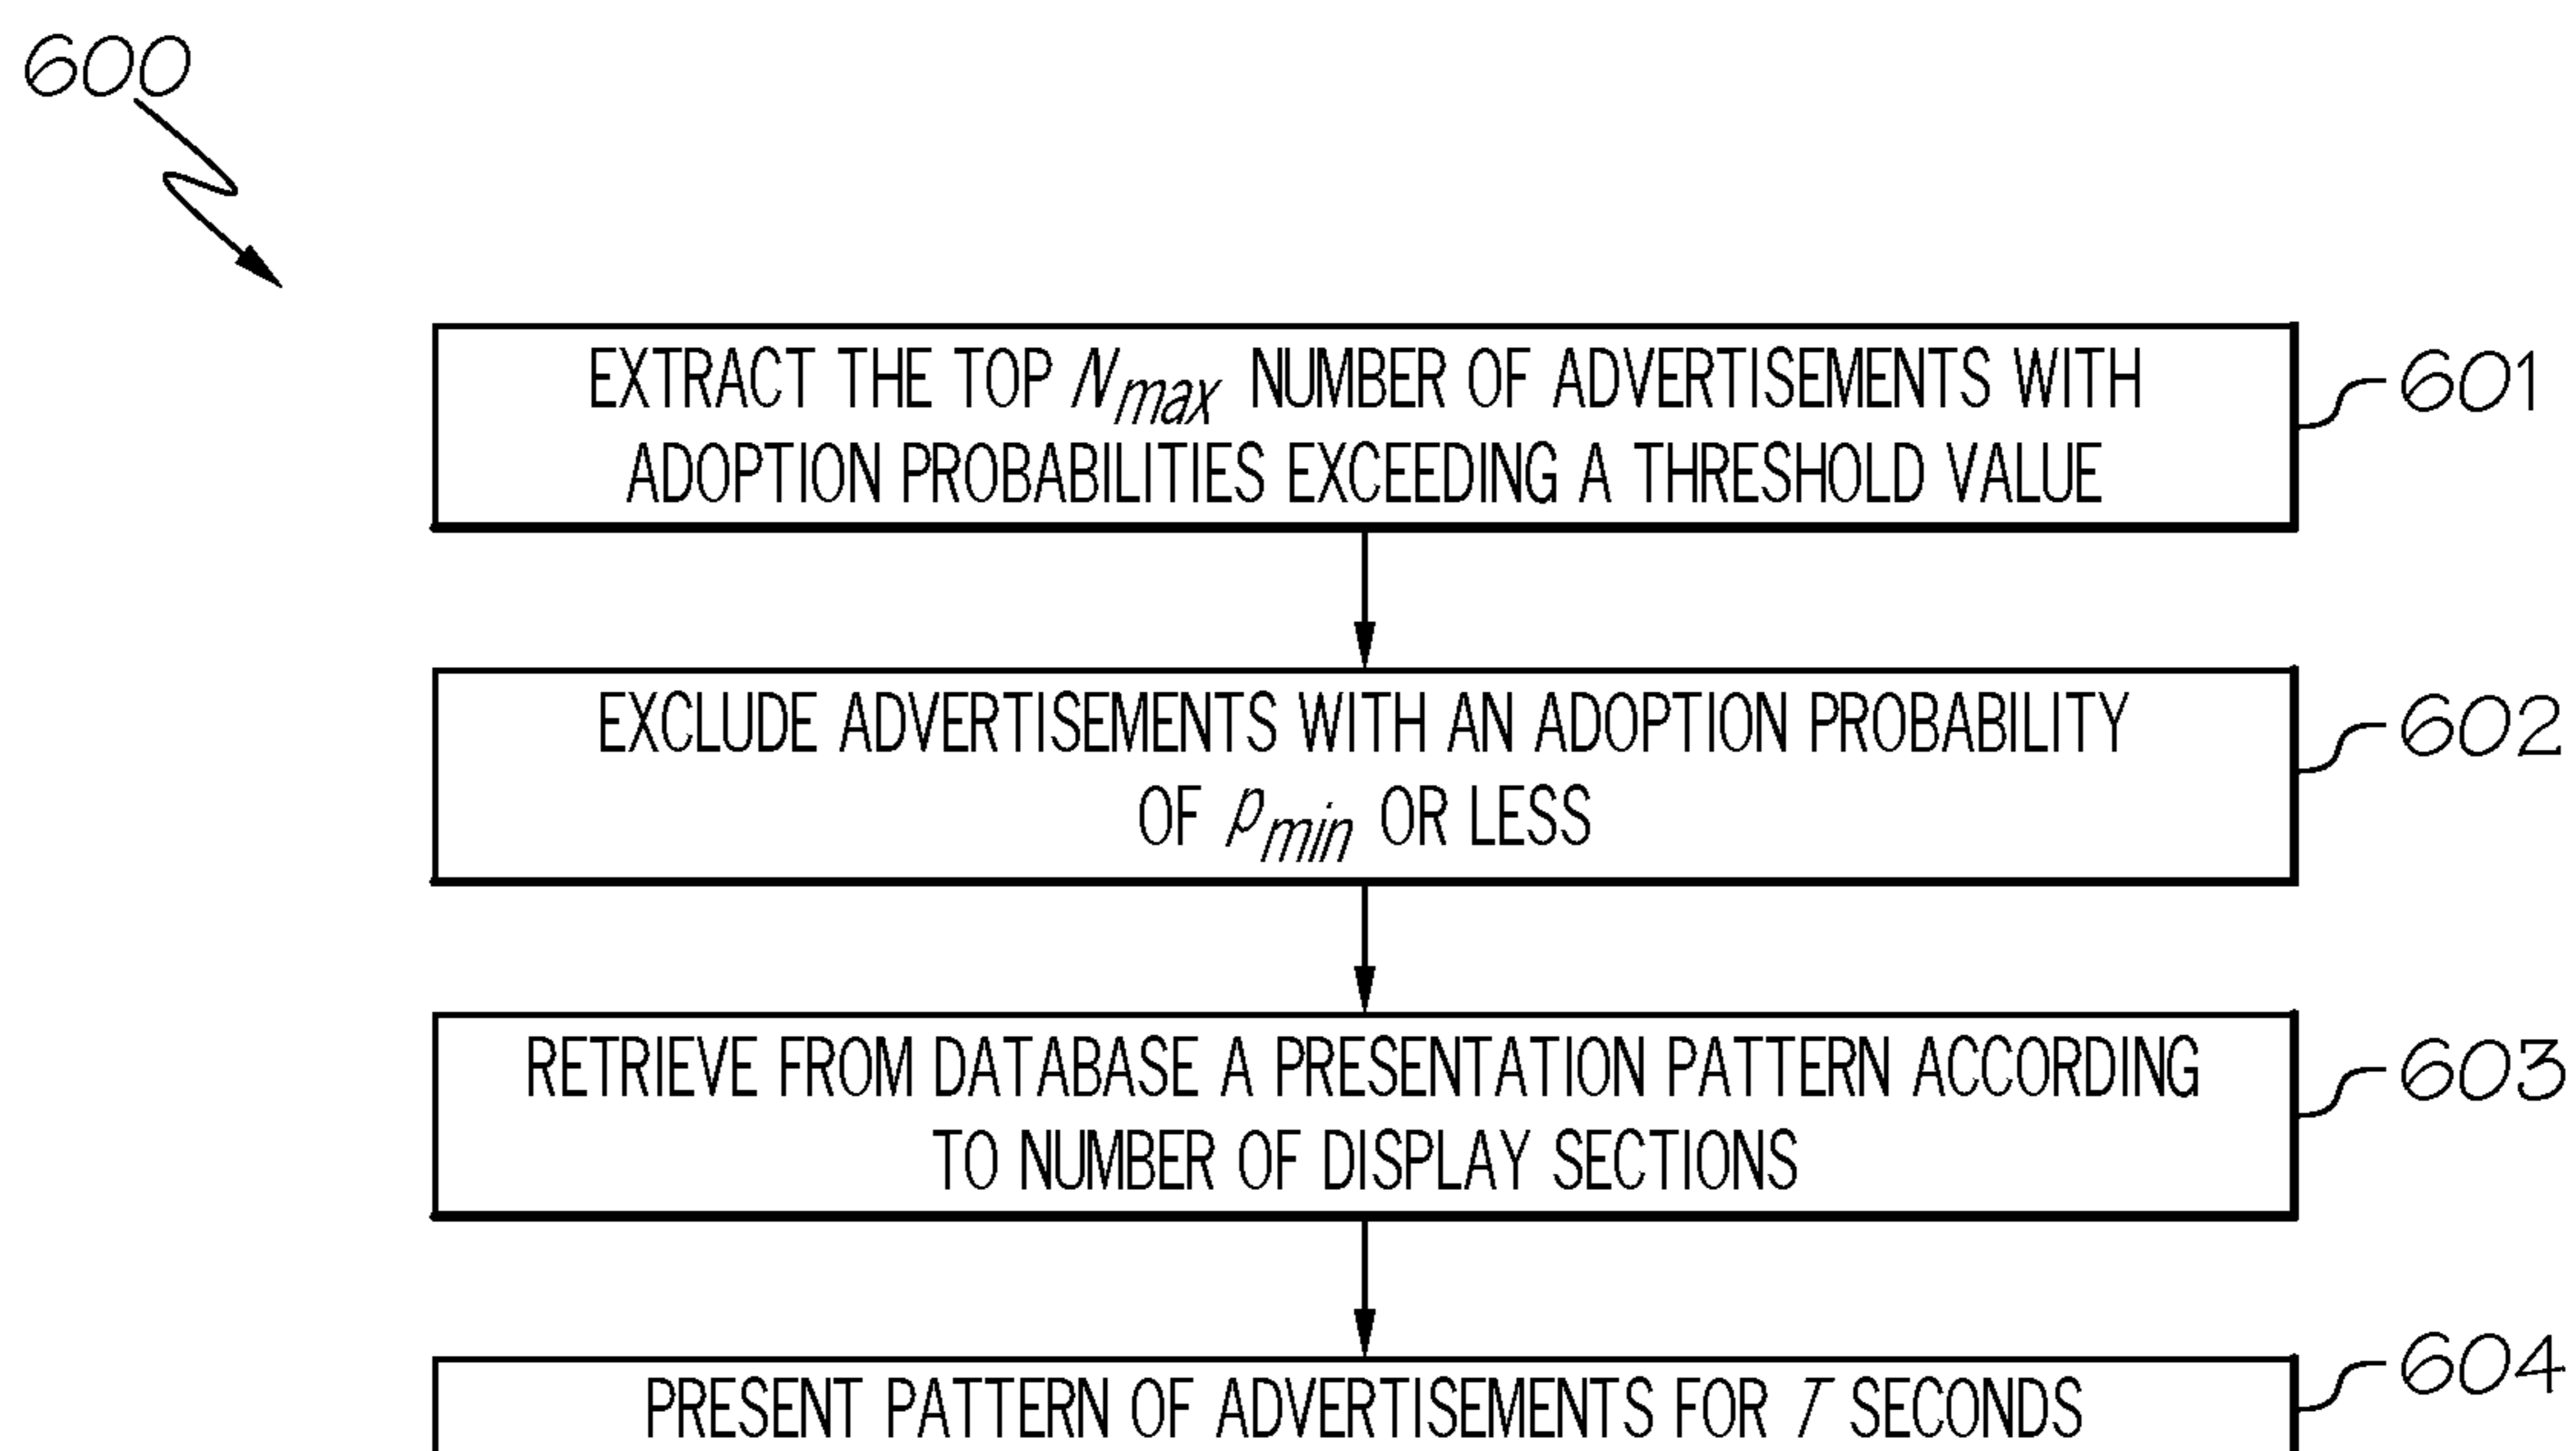 600
EXTRACT THE TOP Nmax NUMBER OF ADVERTISEMENTS WITH
ADOPTION PROBABILITIES EXCEEDING A THRESHOLD VALUE
601
EXCLUDE ADVERTISEMENTS WITH AN ADOPTION PROBABILITY
OF Pmin OR LESS
602
RETRIEVE FROM DATABASE A PRESENTATION PATTERN ACCORDING
TO NUMBER OF DISPLAY SECTIONS
603
PRESENT PATTERN OF ADVERTISEMENTS FOR T SECONDS
604